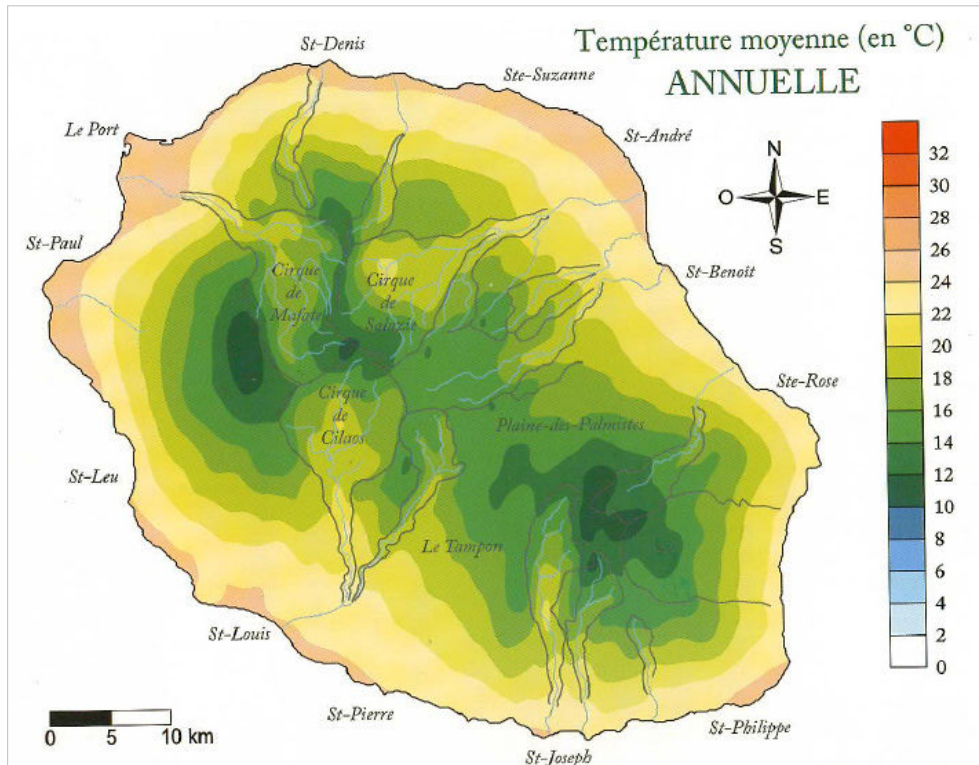 Température moyenne (en °C)
ANNUELLE
St-Denis
Ste-Suzanne
Le Port
St-André
N
O
E
S
St-Paul
St-Benoît
Cirque
de
Mafate
Cirque
de
Salazie
Ste-Rose
Cirque
de
Cilaos
Plaine-des-Palmistes
St-Leu
Le Tampon
St-Louis
St-Pierre
St-Philippe
St-Joseph
0 5 10 km
32
30
28
26
24
22
20
18
16
14
12
10
8
6
4
2
0